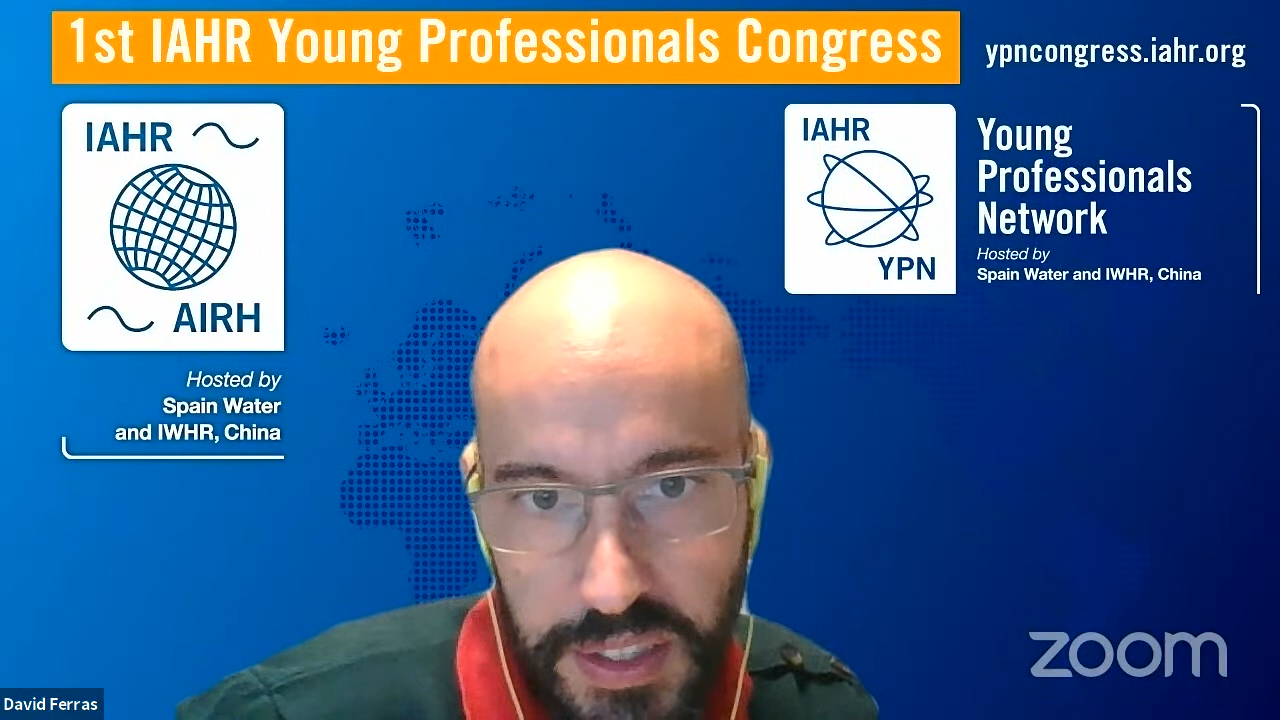 1st IAHR Young Professionals Congress
ypncongress.iahr.org
IAHR
AIRH
Hosted by
Spain Water
and IWHR, China
IAHR
YPN
Young
Professionals
Network
Hosted by
Spain Water and IWHR, China
zoom
David Ferras